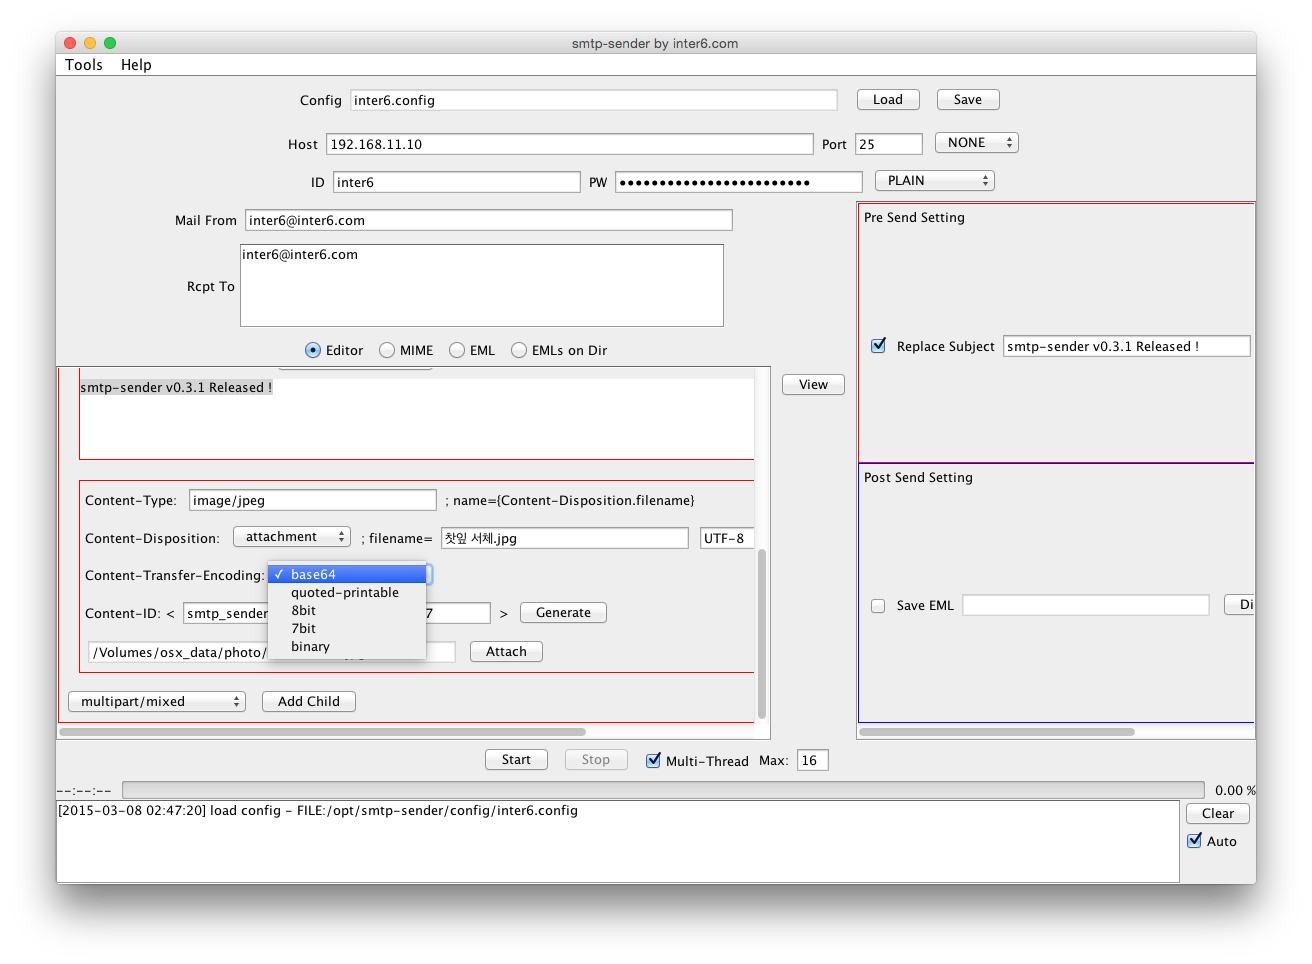 smtp-sender by inter6.com
Tools Help
Config inter6.config Load Save
Host 192.168.11.10 Port 25 NONE
ID inter6 PW ●●●●●●●●●●●●●●●●●●●●●●●● PLAIN
Mail From inter6@inter6.com
Rcpt To inter6@inter6.com
Editor MIME EML EMLs on Dir
smtp-sender v0.3.1 Released !
View
Content-Type: image/jpeg ; name={Content-Disposition.filename}
Content-Disposition: attachment ; filename= 찻잎 서체.jpg UTF-8
Content-Transfer-Encoding:
✓ base64
quoted-printable
8bit
7bit
binary
Content-ID: < smtp_sender 7 > Generate
/Volumes/osx_data/photo/ Attach
multipart/mixed Add Child
Pre Send Setting
Replace Subject smtp-sender v0.3.1 Released !
Post Send Setting
Save EML Di
Start Stop Multi-Thread Max: 16
--:--:-- 0.00 %
[2015-03-08 02:47:20] load config - FILE:/opt/smtp-sender/config/inter6.config
Clear
Auto